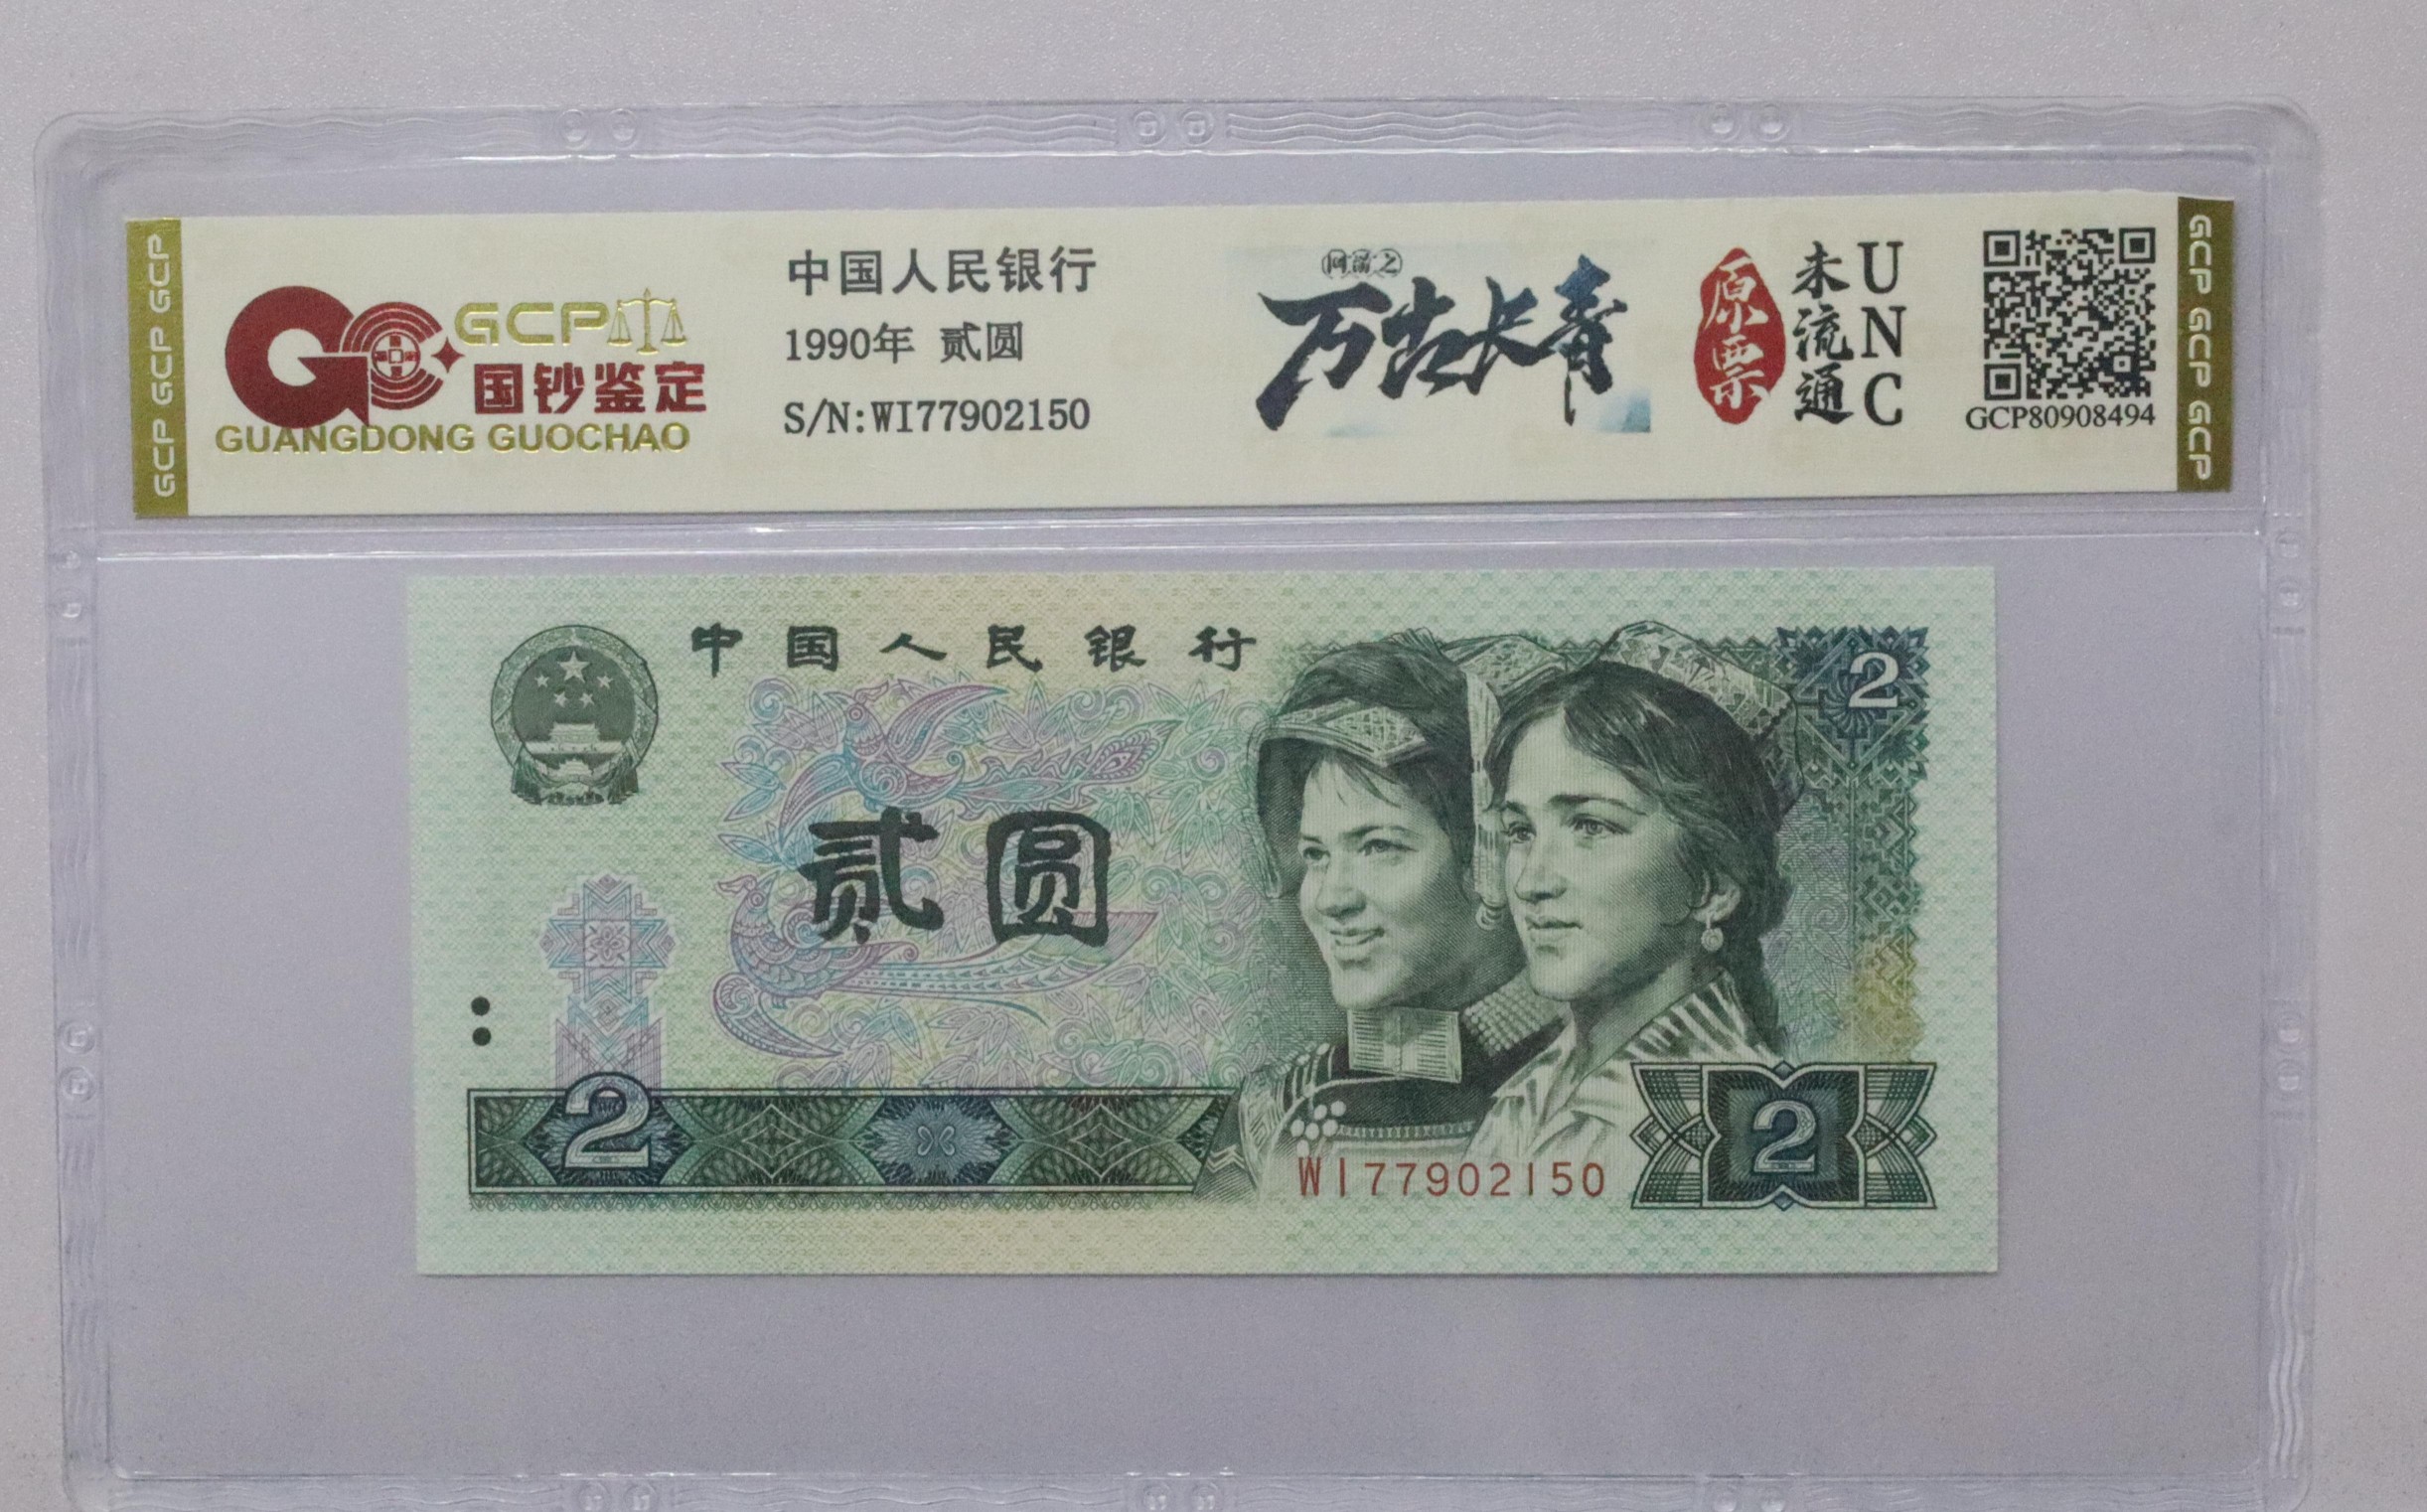 GCP GCP GCP
GCP
国钞鉴定
GUANGDONG GUOCHAO
中国人民银行
1990年 贰圆
S/N:WI77902150
万古长青
原票
未流通
UNC
GCP80908494
GCP GCP GCP
中国人民银行
2
贰圆
2
WI77902150
2